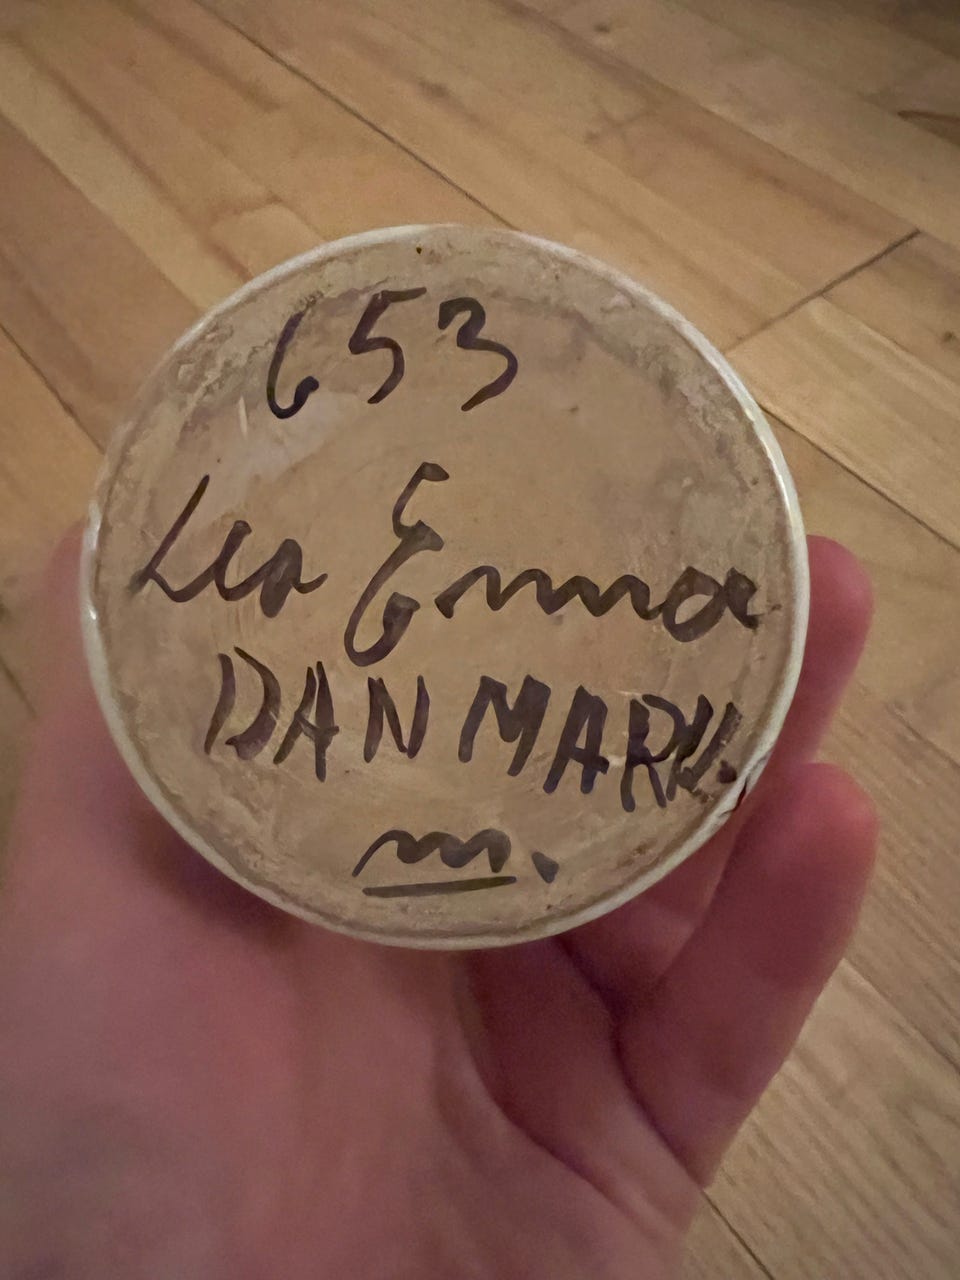 653
Lea Emma
DANMARK.
m.